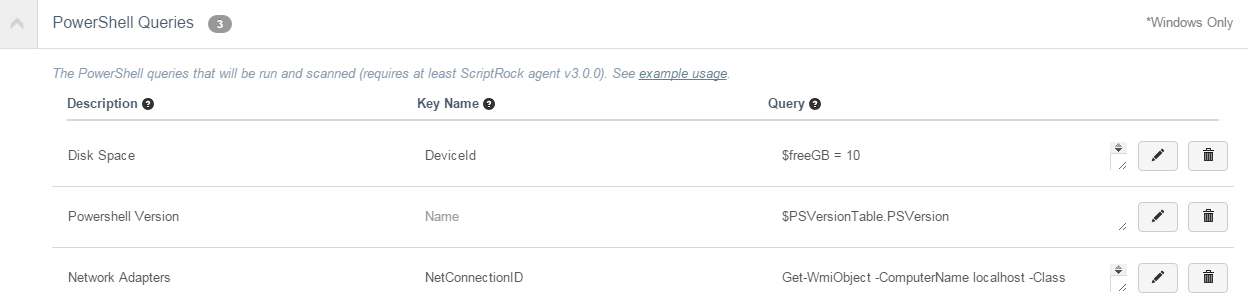 PowerShell Queries 3 *Windows Only
The PowerShell queries that will be run and scanned (requires at least ScriptRock agent v3.0.0). See example usage.
Description ? Key Name ? Query ?
Disk Space DeviceId $freeGB = 10
Powershell Version Name $PSVersionTable.PSVersion
Network Adapters NetConnectionID Get-WmiObject -ComputerName localhost -Class